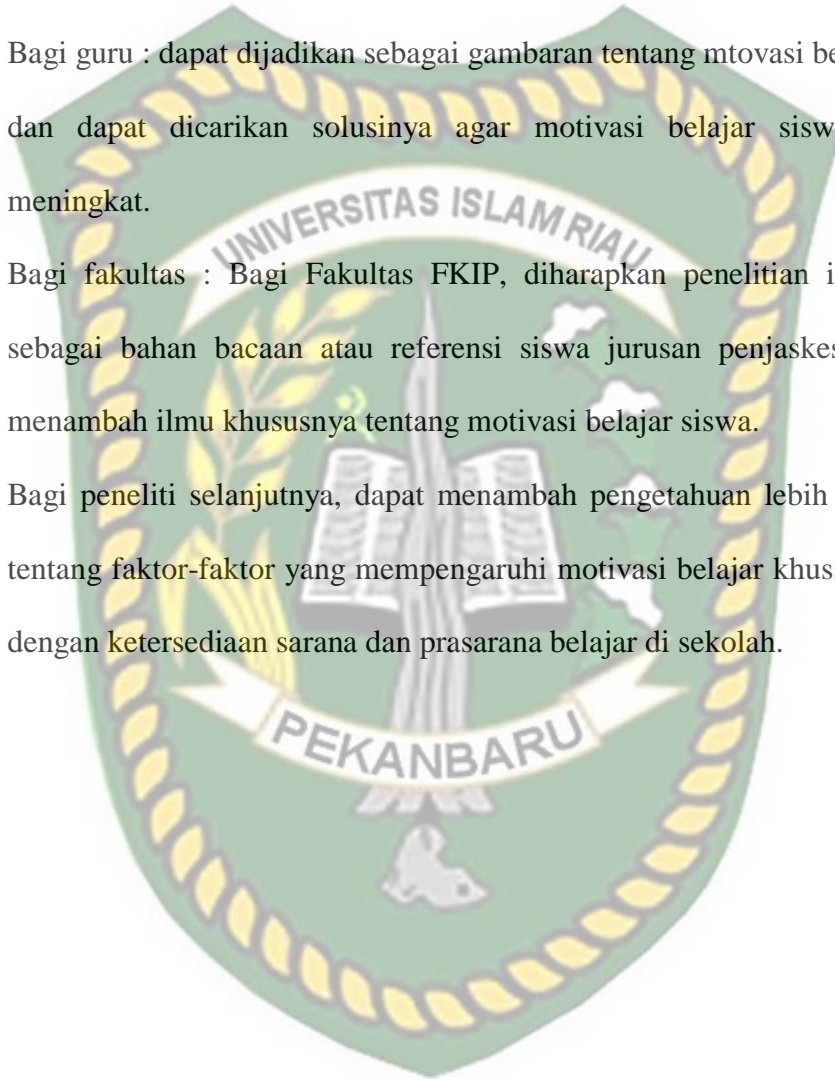 Bagi guru : dapat dijadikan sebagai gambaran tentang mtovasi
dan dapat dicarikan solusinya agar motivasi belajar
meningkat.
UNIVERSITAS ISLAM RIAU
Bagi fakultas : Bagi Fakultas FKIP, diharapkan penelitian
sebagai bahan bacaan atau referensi siswa jurusan penjaskes
menambah ilmu khususnya tentang motivasi belajar siswa.
Bagi peneliti selanjutnya, dapat menambah pengetahuan lebih
tentang faktor-faktor yang mempengaruhi motivasi belajar
dengan ketersediaan sarana dan prasarana belajar di sekolah.
PEKANBARU